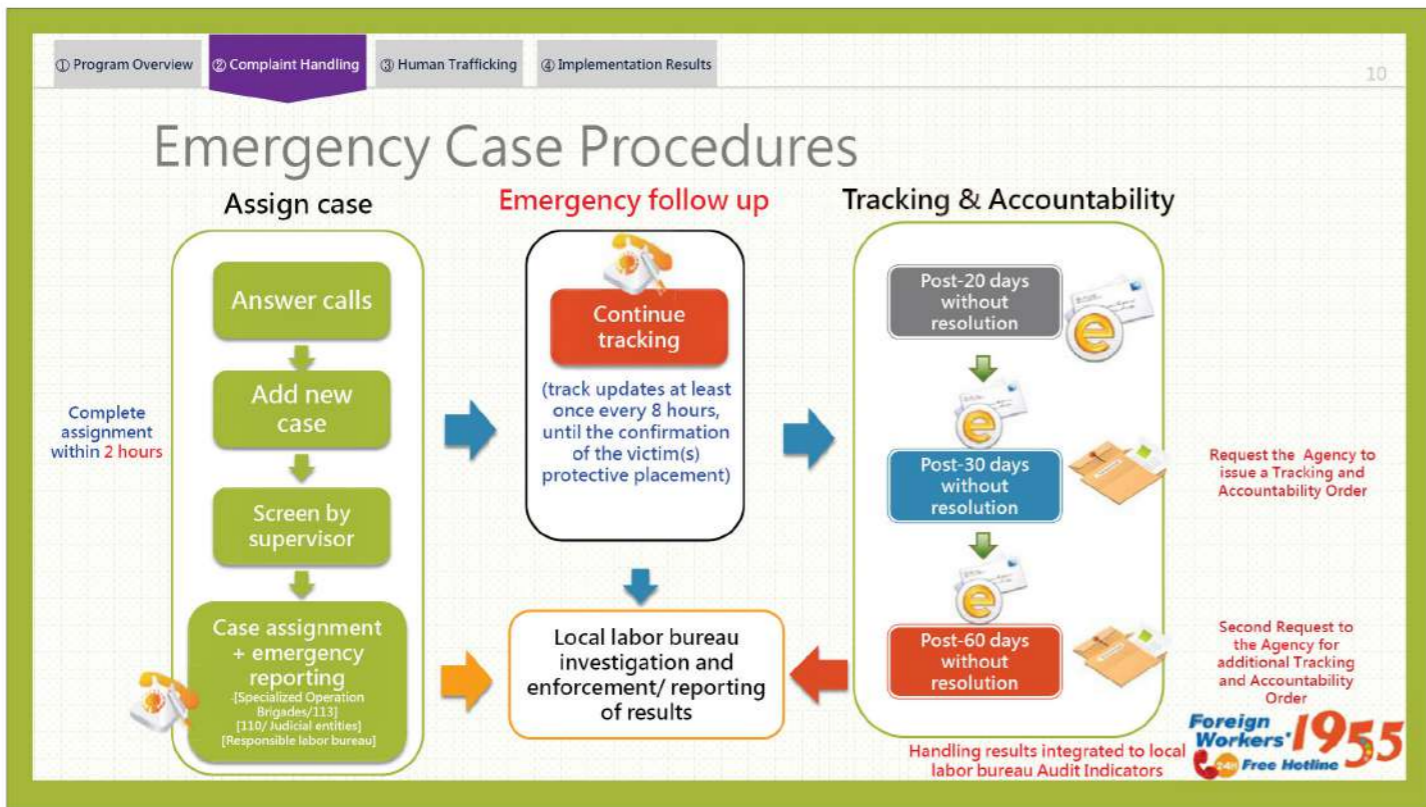 ① Program Overview
② Complaint Handling
③ Human Trafficking
④ Implementation Results
10
Emergency Case Procedures
Assign case
Emergency follow up
Tracking & Accountability
Complete
assignment
within 2 hours
Answer calls
Add new
case
Screen by
supervisor
Case assignment
+ emergency
reporting
-[Specialized Operation
Brigades/113]
[110/ Judicial entities]
[Responsible labor bureau]
Continue
tracking
(track updates at least
once every 8 hours,
until the confirmation
of the victim(s)
protective placement)
Local labor bureau
investigation and
enforcement/ reporting
of results
Post-20 days
without
resolution
Post-30 days
without
resolution
Post-60 days
without
resolution
Request the Agency to
issue a Tracking and
Accountability Order
Second Request to
the Agency for
additional Tracking
and Accountability
Order
Handling results integrated to local
labor bureau Audit Indicators
Foreign
Workers' 1955
24H Free Hotline